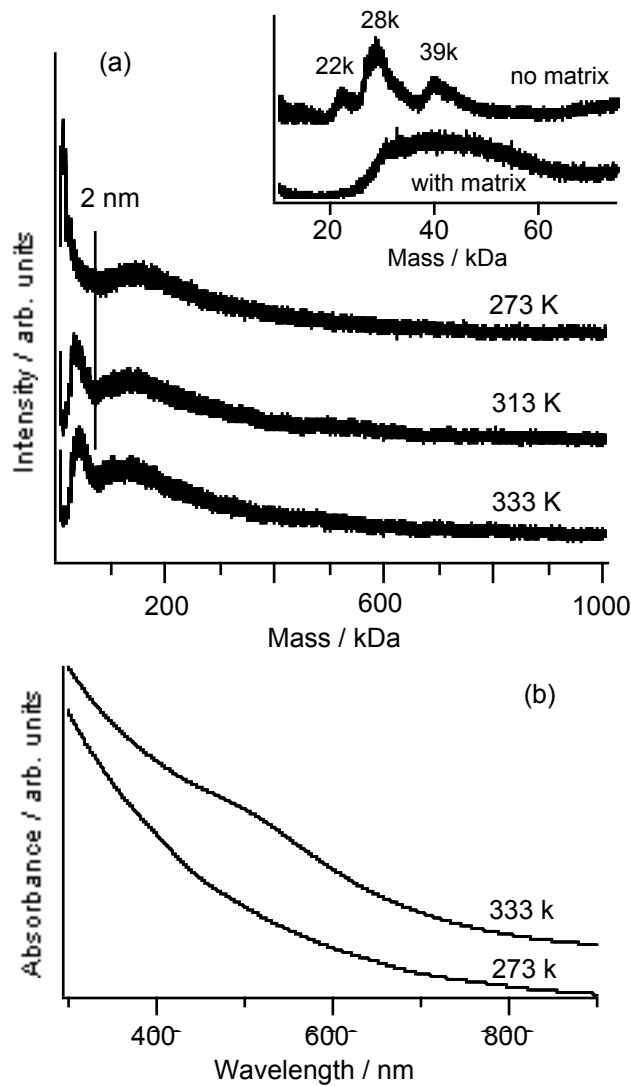 (a)
28k
22k
39k
no matrix
with matrix
20
40
60
Mass / kDa
2 nm
273 K
313 K
333 K
Intensity / arb. units
200
600
1000
Mass / kDa
(b)
333 k
273 k
Absorbance / arb. units
400
600
800
Wavelength / nm